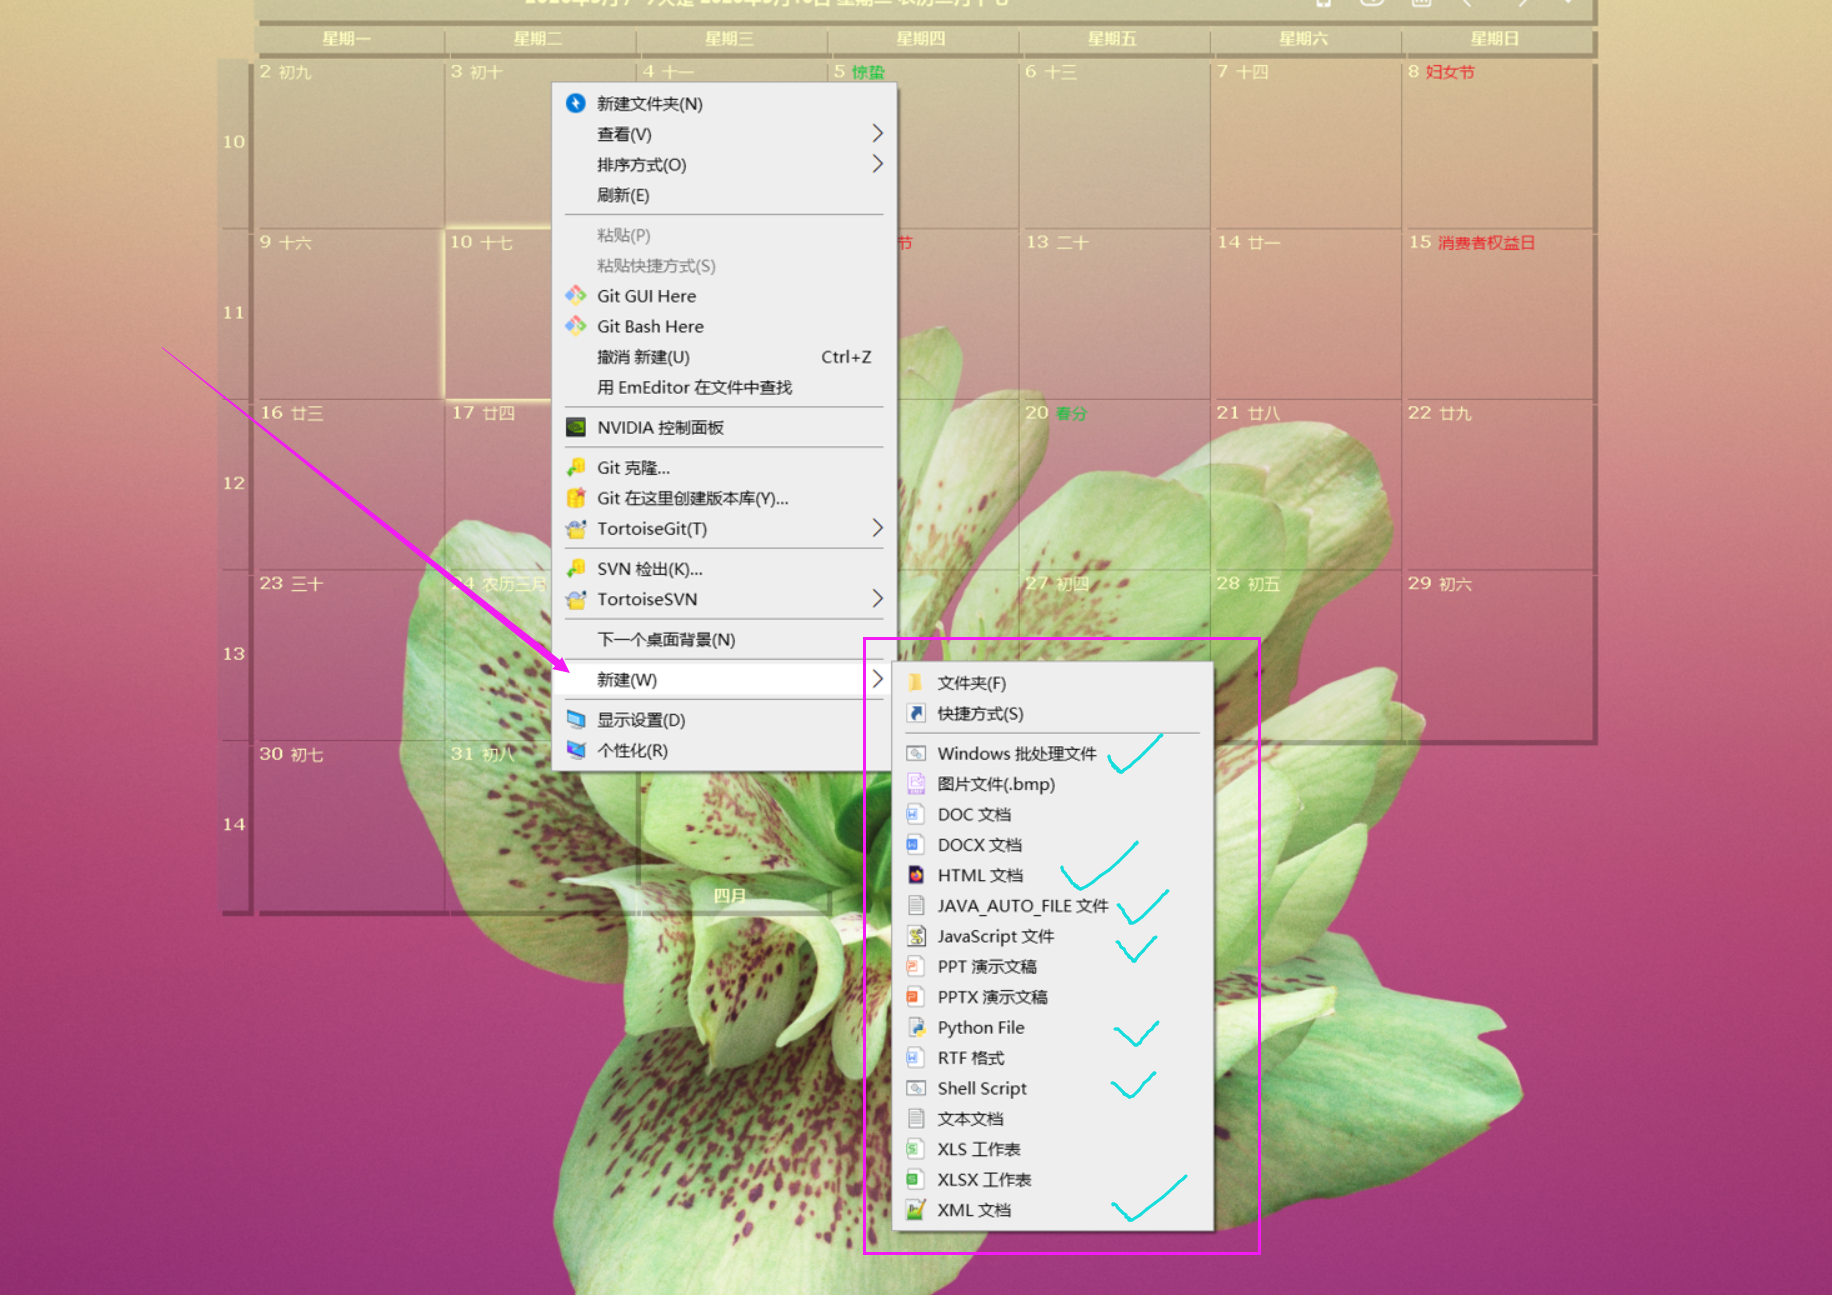 星期一 星期二 星期三 星期四 星期五 星期六 星期日
2 初九 3 初十 4 十一 5 惊蛰 6 十三 7 十四 8 妇女节
10
9 十六 10 十七 节 13 二十 14 廿一 15 消费者权益日
11
16 廿三 17 廿四 20 春分 21 廿八 22 廿九
12
23 三十 24 农历三月 27 初四 28 初五 29 初六
13
30 初七 31 初八
14
四月
新建文件夹(N)
查看(V)
排序方式(O)
刷新(E)
粘贴(P)
粘贴快捷方式(S)
Git GUI Here
Git Bash Here
撤消 新建(U) Ctrl+Z
用 EmEditor 在文件中查找
NVIDIA 控制面板
Git 克隆...
Git 在这里创建版本库(Y)...
TortoiseGit(T)
SVN 检出(K)...
TortoiseSVN
下一个桌面背景(N)
新建(W)
显示设置(D)
个性化(R)
文件夹(F)
快捷方式(S)
Windows 批处理文件
图片文件(.bmp)
DOC 文档
DOCX 文档
HTML 文档
JAVA_AUTO_FILE 文件
JavaScript 文件
PPT 演示文稿
PPTX 演示文稿
Python File
RTF 格式
Shell Script
文本文档
XLS 工作表
XLSX 工作表
XML 文档